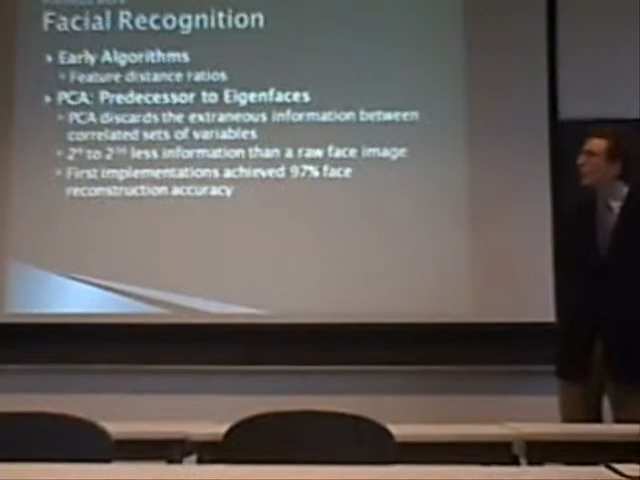 Facial Recognition
Early Algorithms
Feature distance ratios
PCA: Predecessor to Eigenfaces
PCA discards the extraneous information between
correlated sets of variables
to less information than a raw face image
First implementations achieved 97% face
reconstruction accuracy